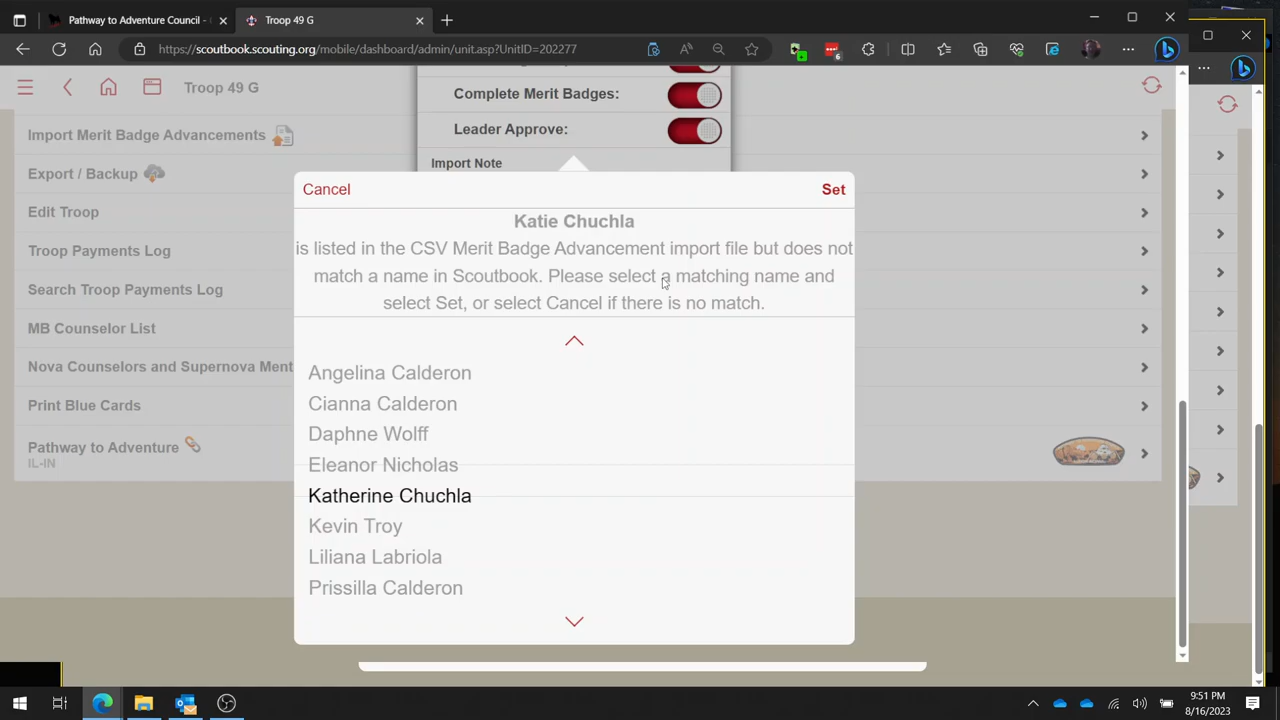 Pathway to Adventure Council -
Troop 49 G
https://scoutbook.scouting.org/mobile/dashboard/admin/unit.asp?UnitID=202277
6
Troop 49 G
Complete Merit Badges:
Leader Approve:
Import Note
Import Merit Badge Advancements
Export / Backup
Edit Troop
Troop Payments Log
Search Troop Payments Log
MB Counselor List
Nova Counselors and Supernova Ment
Print Blue Cards
Pathway to Adventure
IL-IN
Cancel
Set
Katie Chuchla
is listed in the CSV Merit Badge Advancement import file but does not
match a name in Scoutbook. Please select a matching name and
select Set, or select Cancel if there is no match.
Angelina Calderon
Cianna Calderon
Daphne Wolff
Eleanor Nicholas
Katherine Chuchla
Kevin Troy
Liliana Labriola
Prissilla Calderon
9:51 PM
8/16/2023